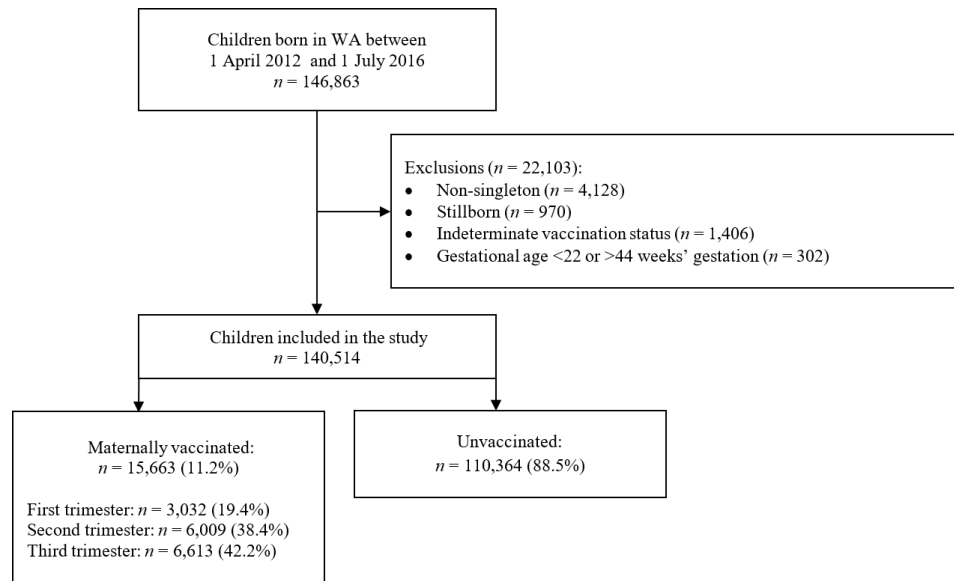 Children born in WA between
1 April 2012 and 1 July 2016
n = 146,863
Exclusions (n = 22,103):
• Non-singleton (n = 4,128)
• Stillborn (n = 970)
• Indeterminate vaccination status (n = 1,406)
• Gestational age <22 or >44 weeks’ gestation (n = 302)
Children included in the study
n = 140,514
Maternally vaccinated:
n = 15,663 (11.2%)
First trimester: n = 3,032 (19.4%)
Second trimester: n = 6,009 (38.4%)
Third trimester: n = 6,613 (42.2%)
Unvaccinated:
n = 110,364 (88.5%)